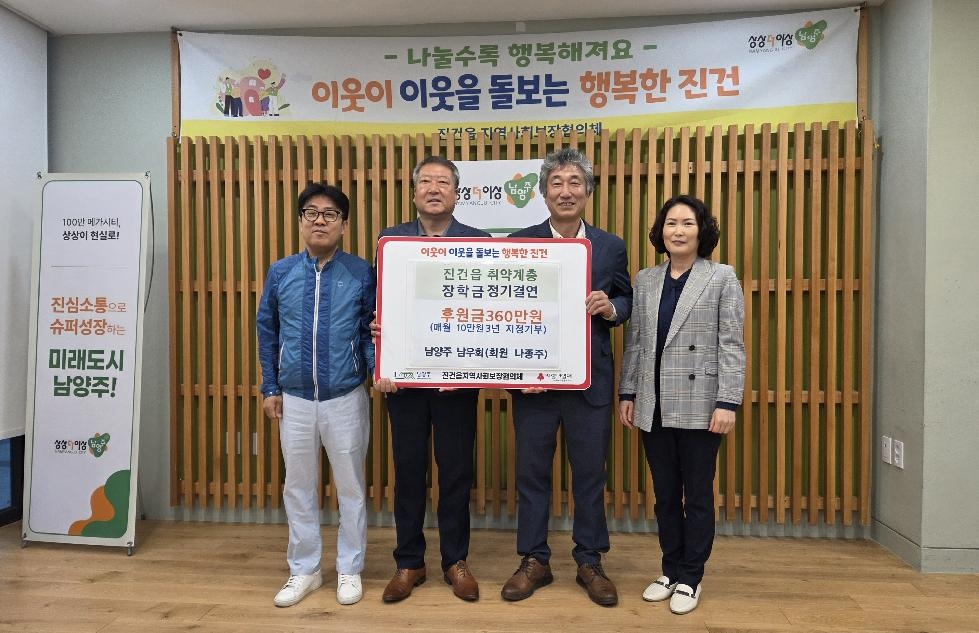 - 나눌수록 행복해져요 -
이웃이 이웃을 돌보는 행복한 진건
진건읍 지역사회보장협의체
상상더이상 남양주
NAMYANGJU CITY
상상더이상 남양주
NAMYANGJU CITY
100만 메가시티,
상상이 현실로!
진심소통으로
슈퍼성장하는
미래도시
남양주!
상상더이상 남양주
NAMYANGJU CITY
이웃이 이웃을 돌보는 행복한 진건
진건읍 취약계층
장학금 정기결연
후원금360만원
(매월 10만원3년 지정기부)
남양주 남우회(회원 나종주)
진건읍지역사회보장협의체